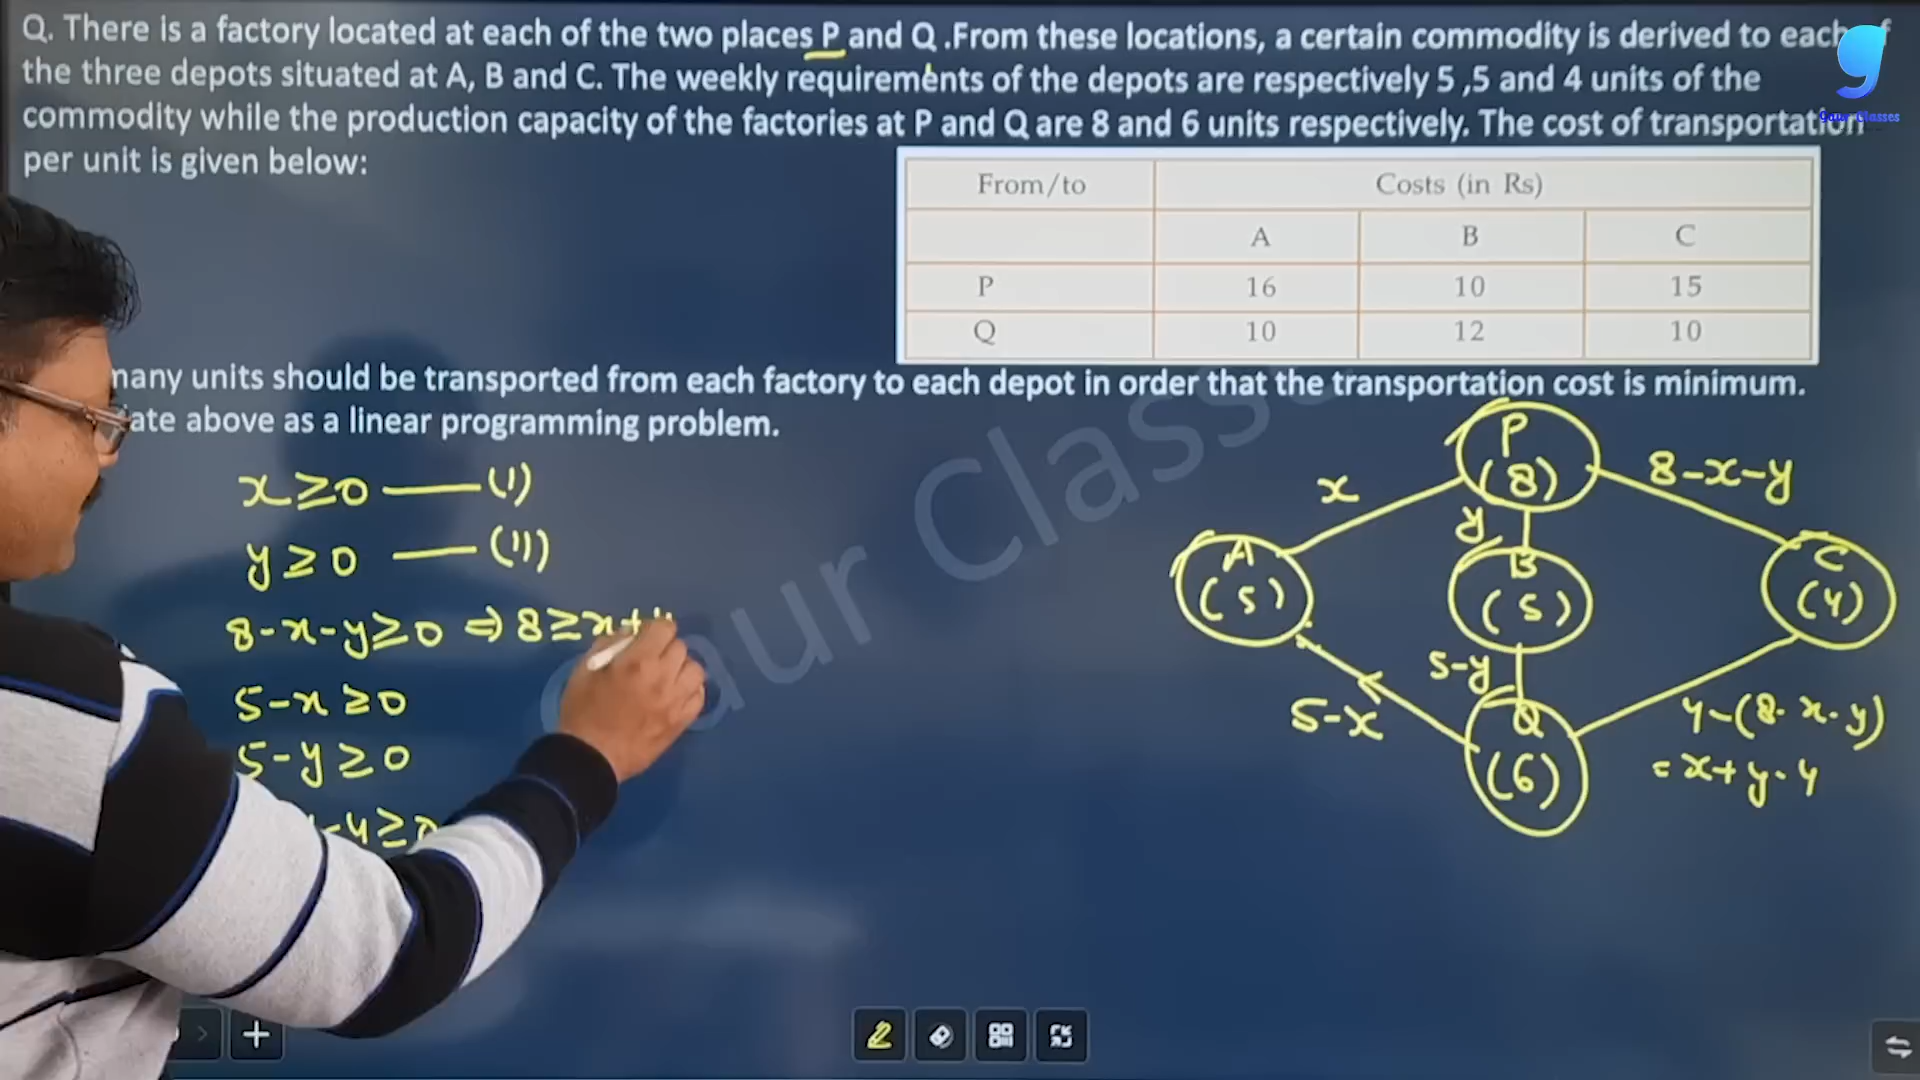 Q. There is a factory located at each of the two places P and Q .From these locations, a certain commodity is derived to each of
the three depots situated at A, B and C. The weekly requirements of the depots are respectively 5 ,5 and 4 units of the
commodity while the production capacity of the factories at P and Q are 8 and 6 units respectively. The cost of transportation
per unit is given below:
Gaur Classes
From/to Costs (in Rs)
A B C
P 16 10 15
Q 10 12 10
many units should be transported from each factory to each depot in order that the transportation cost is minimum.
ate above as a linear programming problem.
x ≥ 0 — (I)
y ≥ 0 — (II)
8-x-y ≥ 0 ⇒ 8 ≥ x+
5-x ≥ 0
5-y ≥ 0
-4 ≥ 0
P
(8)
x
8-x-y
y
A
(5)
B
(5)
C
(4)
5-x
5-y
Q
(6)
4-(8-x-y)
= x+y-4
Gaur Class